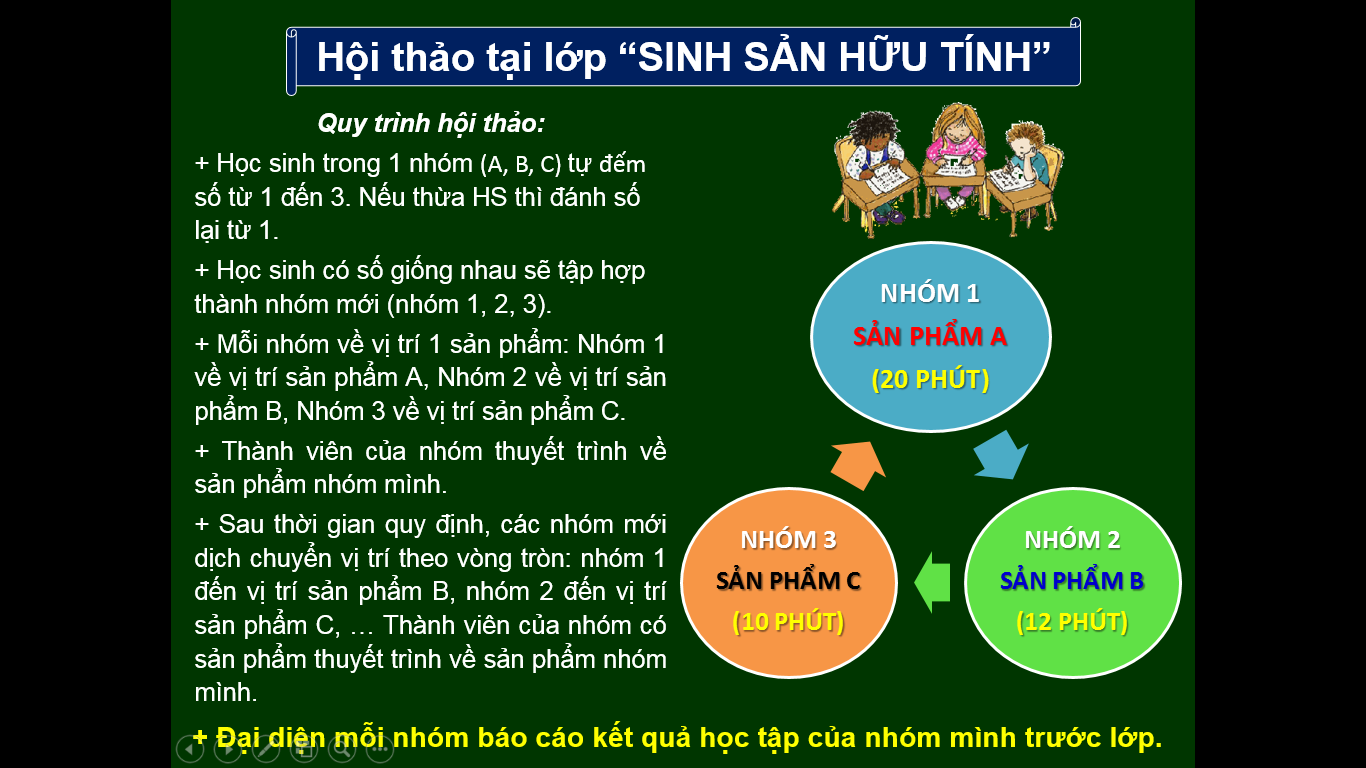 Hội thảo tại lớp “SINH SẢN HỮU TÍNH”
Quy trình hội thảo:
+ Học sinh trong 1 nhóm (A, B, C) tự đếm
số từ 1 đến 3. Nếu thừa HS thì đánh số
lại từ 1.
+ Học sinh có số giống nhau sẽ tập hợp
thành nhóm mới (nhóm 1, 2, 3).
+ Mỗi nhóm về vị trí 1 sản phẩm: Nhóm 1
về vị trí sản phẩm A, Nhóm 2 về vị trí sản
phẩm B, Nhóm 3 về vị trí sản phẩm C.
+ Thành viên của nhóm thuyết trình về
sản phẩm nhóm mình.
+ Sau thời gian quy định, các nhóm mới
dịch chuyển vị trí theo vòng tròn: nhóm 1
đến vị trí sản phẩm B, nhóm 2 đến vị trí
sản phẩm C, … Thành viên của nhóm có
sản phẩm thuyết trình về sản phẩm nhóm
mình.
NHÓM 1
SẢN PHẨM A
(20 PHÚT)
NHÓM 3
SẢN PHẨM C
(10 PHÚT)
NHÓM 2
SẢN PHẨM B
(12 PHÚT)
+ Đại diện mỗi nhóm báo cáo kết quả học tập của nhóm mình trước lớp.